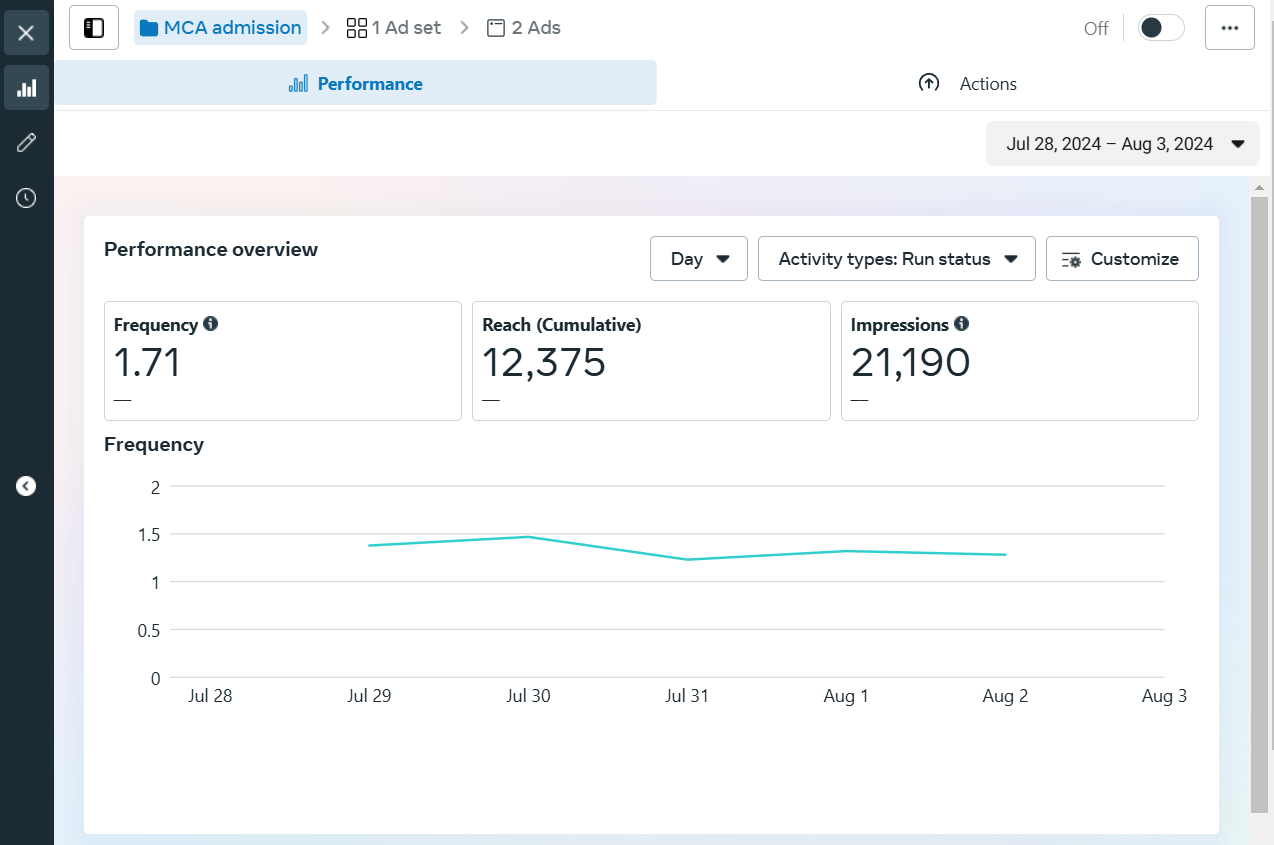 MCA admission 1 Ad set 2 Ads Off
Performance Actions
Jul 28, 2024 – Aug 3, 2024
Performance overview Day Activity types: Run status Customize
Frequency Reach (Cumulative) Impressions
1.71 12,375 21,190
— — —
Frequency
2
1.5
1
0.5
0
Jul 28 Jul 29 Jul 30 Jul 31 Aug 1 Aug 2 Aug 3